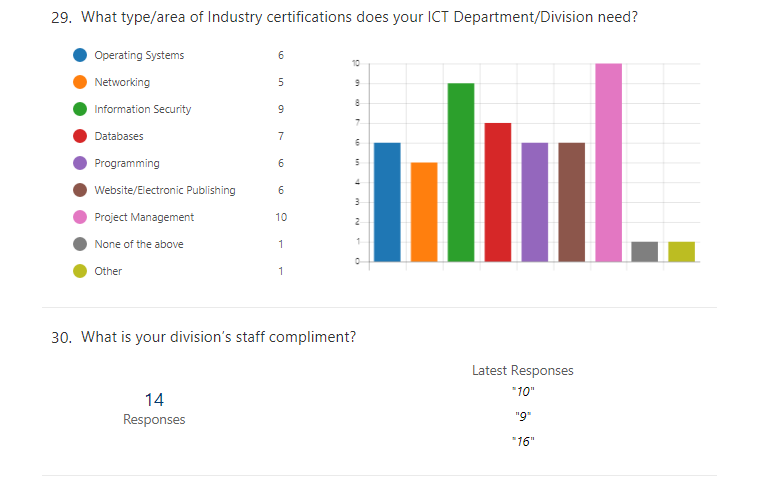 29. What type/area of Industry certifications does your ICT Department/Division need?
Operating Systems 6
Networking 5
Information Security 9
Databases 7
Programming 6
Website/Electronic Publishing 6
Project Management 10
None of the above 1
Other 1
10
9
8
7
6
5
4
3
2
1
0
30. What is your division's staff compliment?
14
Responses
Latest Responses
"10"
"9"
"16"